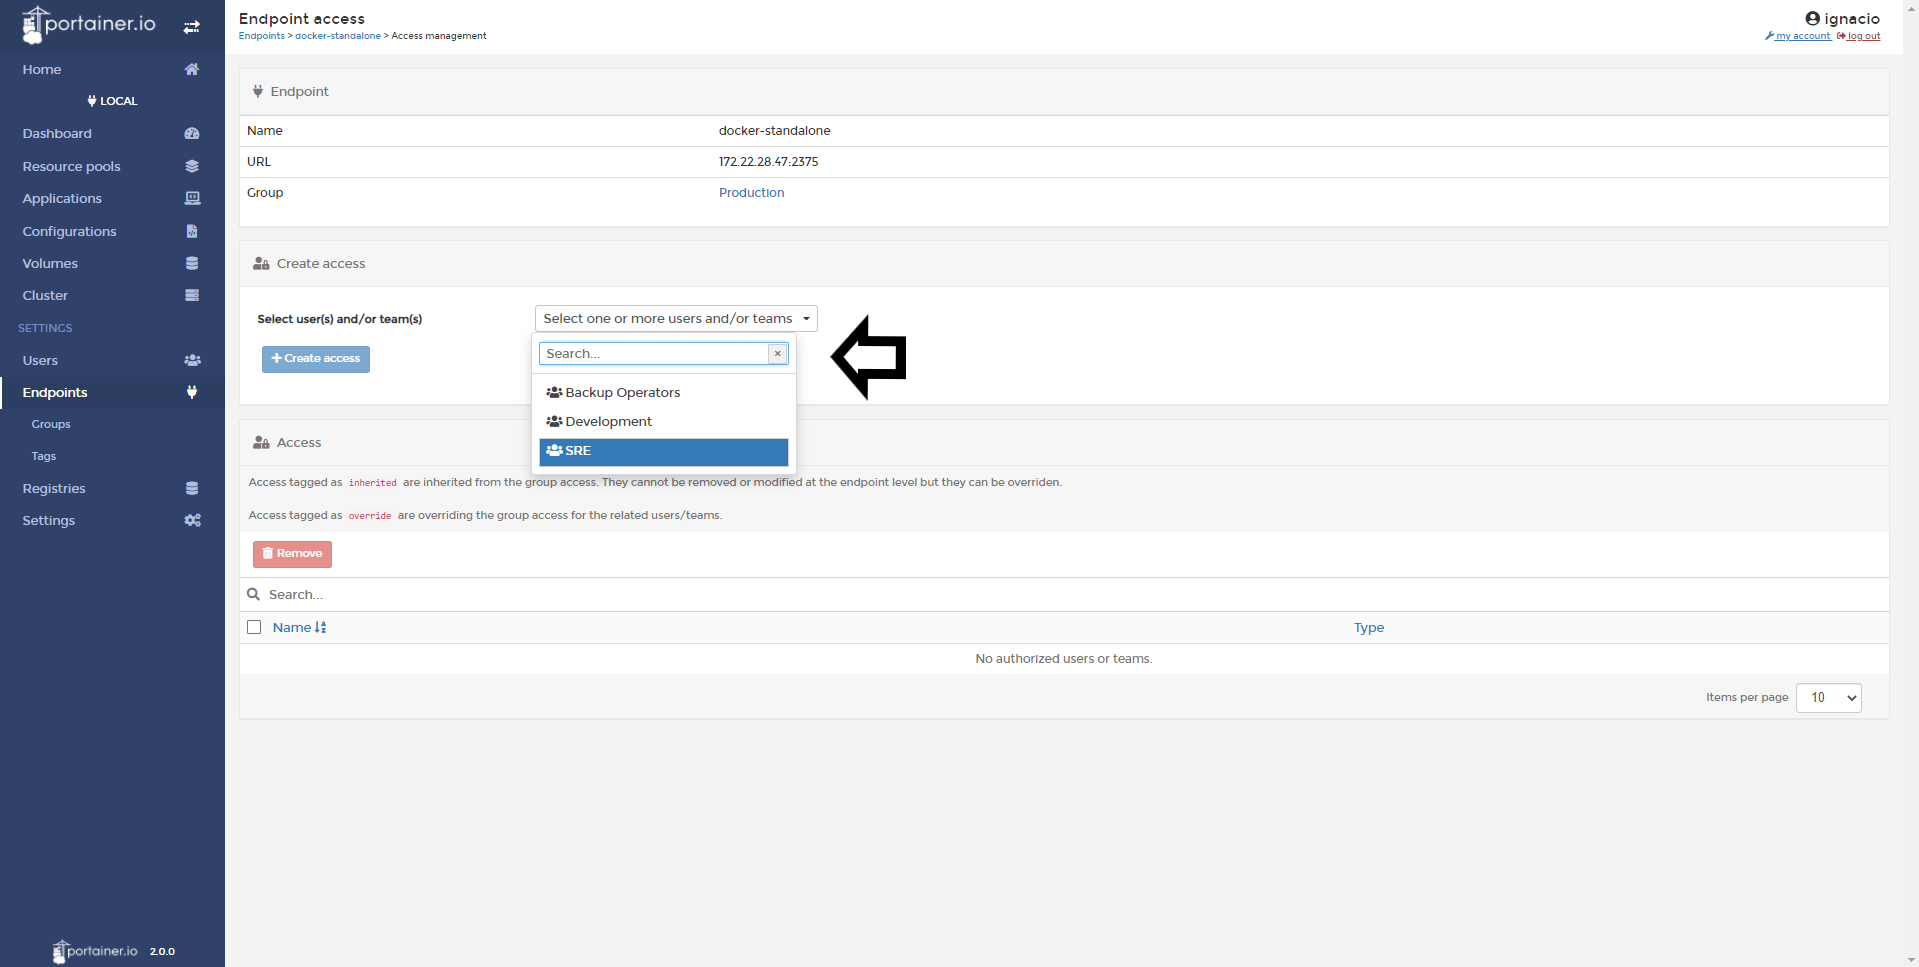 portainer.io
Home
LOCAL
Dashboard
Resource pools
Applications
Configurations
Volumes
Cluster
SETTINGS
Users
Endpoints
Groups
Tags
Registries
Settings
portainer.io 2.0.0
Endpoint access
Endpoints > docker-standalone > Access management
ignacio
my account log out
Endpoint
Name docker-standalone
URL 172.22.28.47:2375
Group Production
Create access
Select user(s) and/or team(s) Select one or more users and/or teams
Search... ×
Backup Operators
Development
SRE
+ Create access
Access
Access tagged as inherited are inherited from the group access. They cannot be removed or modified at the endpoint level but they can be overriden.
Access tagged as override are overriding the group access for the related users/teams.
Remove
Search...
Name Type
No authorized users or teams.
Items per page 10